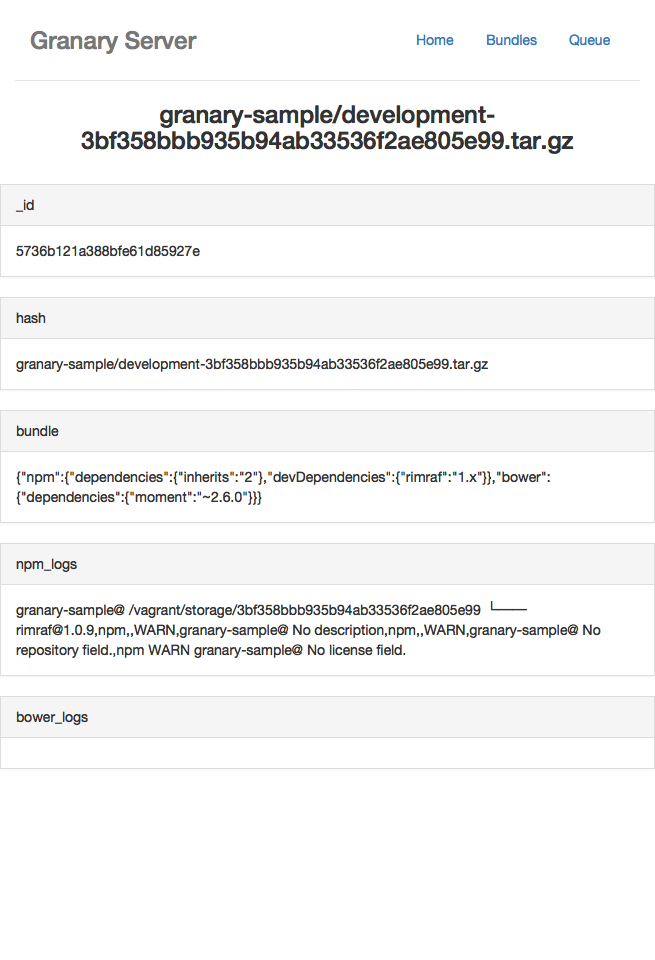 Granary Server
Home Bundles Queue
granary-sample/development-
3bf358bbb935b94ab33536f2ae805e99.tar.gz
_id
5736b121a388bfe61d85927e
hash
granary-sample/development-3bf358bbb935b94ab33536f2ae805e99.tar.gz
bundle
{"npm":{"dependencies":{"inherits":"2"},"devDependencies":{"rimraf":"1.x"}},"bower":
{"dependencies":{"moment":"~2.6.0"}}}
npm_logs
granary-sample@ /vagrant/storage/3bf358bbb935b94ab33536f2ae805e99 └──
rimraf@1.0.9,npm,,WARN,granary-sample@ No description,npm,,WARN,granary-sample@ No
repository field.,npm WARN granary-sample@ No license field.
bower_logs